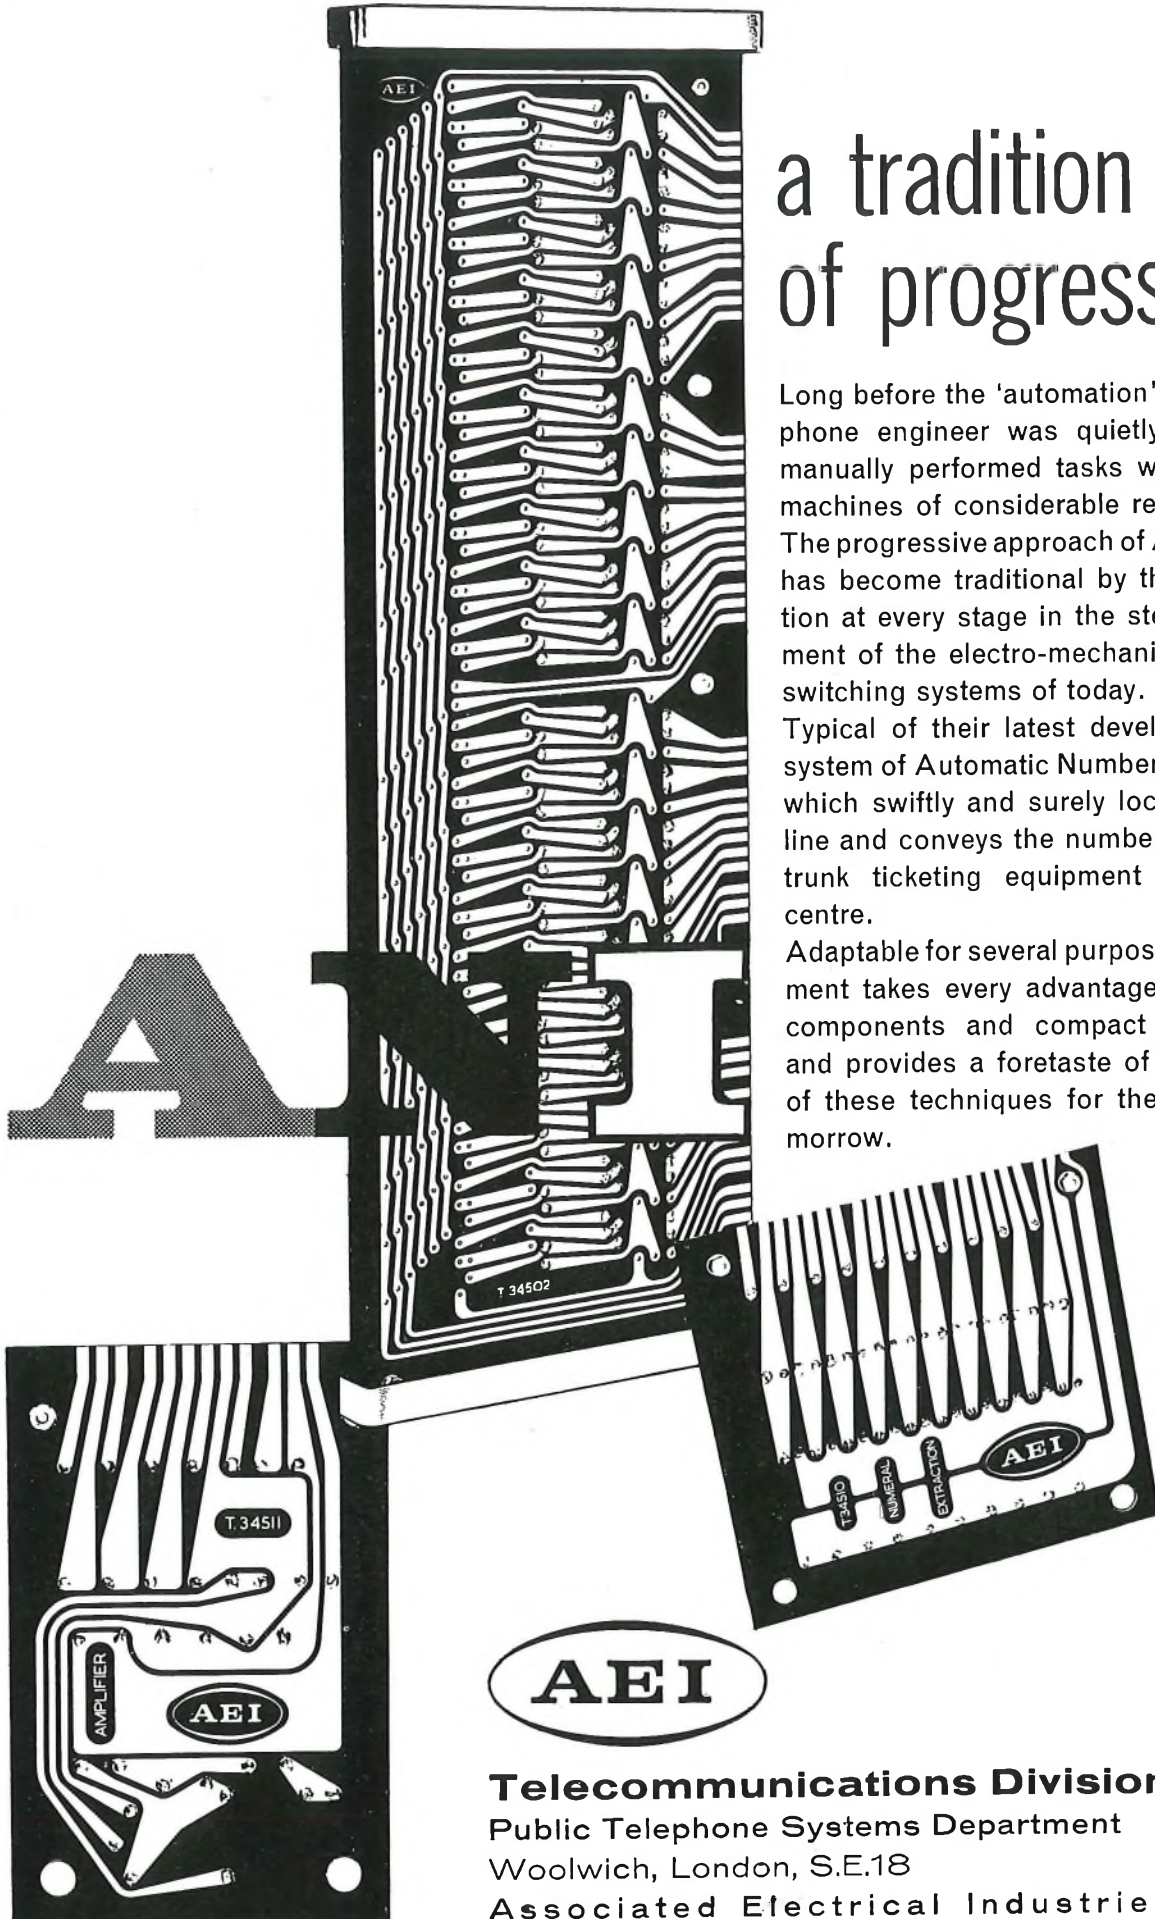 AEI
a tradition
of progress
Long before the 'automation'
phone engineer was quietly
manually performed tasks w
machines of considerable re
The progressive approach of A
has become traditional by th
tion at every stage in the ste
ment of the electro-mechani
switching systems of today.
Typical of their latest devel
system of Automatic Number
which swiftly and surely loc
line and conveys the numbe
trunk ticketing equipment
centre.
Adaptable for several purpos
ment takes every advantage
components and compact
and provides a foretaste of
of these techniques for the
morrow.
ANI
T 34502
T34510
NUMERAL
EXTRACTION
AEI
T.34511
AMPLIFIER
AEI
AEI
Telecommunications Division
Public Telephone Systems Department
Woolwich, London, S.E.18
Associated Electrical Industrie